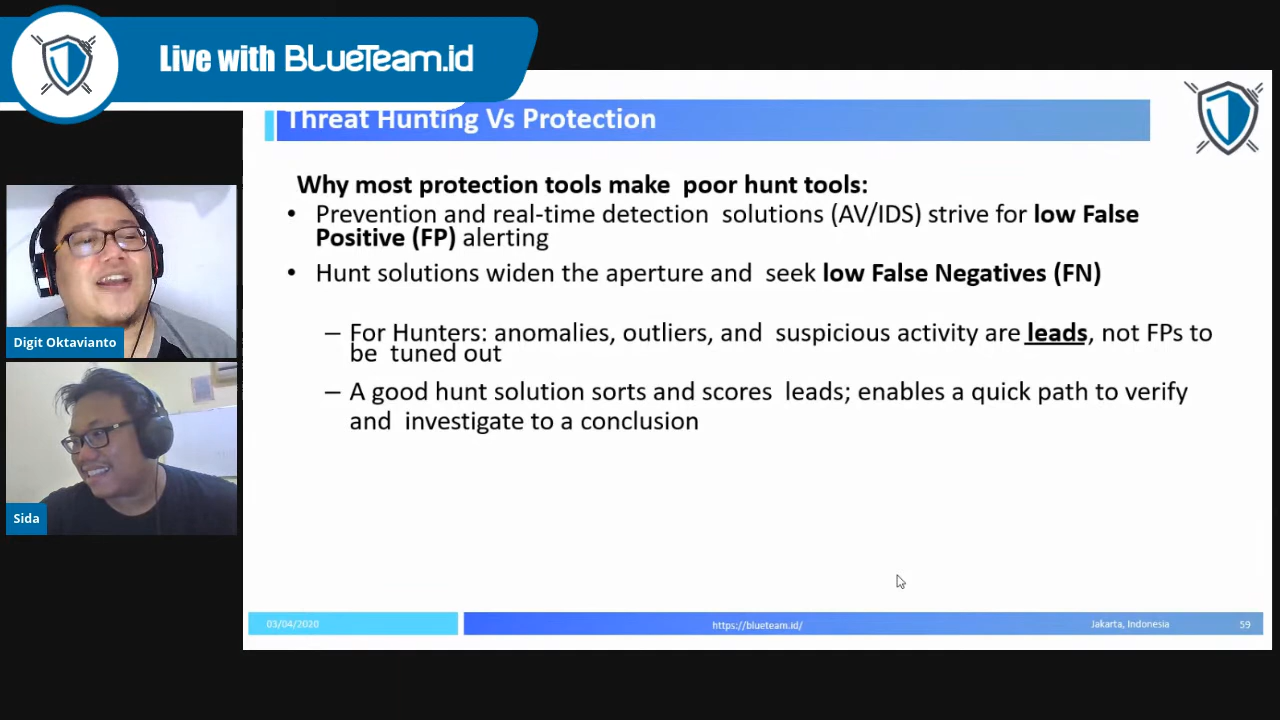 Live with BLueTeam.id
Threat Hunting Vs Protection
Why most protection tools make poor hunt tools:
• Prevention and real-time detection solutions (AV/IDS) strive for low False
Positive (FP) alerting
• Hunt solutions widen the aperture and seek low False Negatives (FN)
– For Hunters: anomalies, outliers, and suspicious activity are leads, not FPs to
be tuned out
– A good hunt solution sorts and scores leads; enables a quick path to verify
and investigate to a conclusion
Digit Oktavianto
Sida
03/04/2020
https://blueteam.id/
Jakarta, Indonesia
59